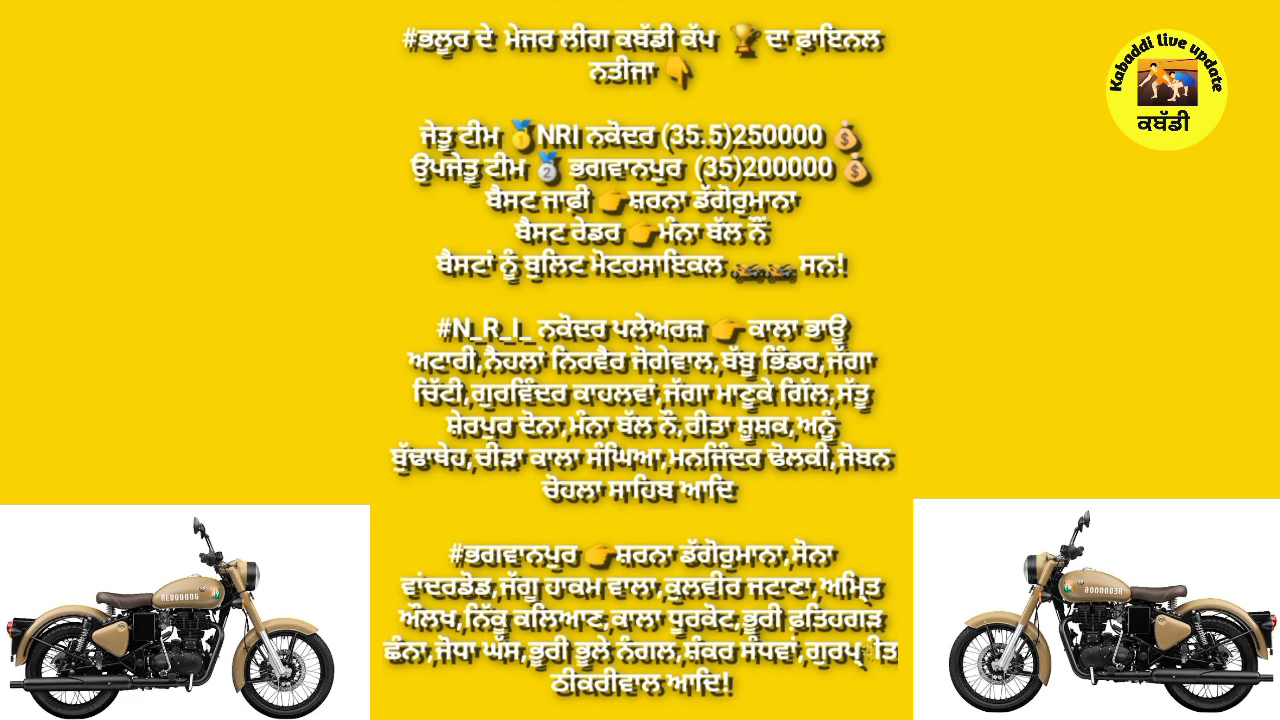 #ਭਲੂਰ ਦੇ ਮੇਜਰ ਲੀਗ ਕਬੱਡੀ ਕੱਪ 🏆 ਦਾ ਫ਼ਾਇਨਲ
ਨਤੀਜਾ 👇
ਜੇਤੂ ਟੀਮ 🥇NRI ਨਕੋਦਰ (35.5)250000 💰
ਉਪਜੇਤੂ ਟੀਮ 🥈 ਭਗਵਾਨਪੁਰ (35)200000 💰
ਬੈਸਟ ਜਾਫ਼ੀ 👉ਸ਼ਰਨਾ ਡੱਗੋਰੁਮਾਨਾ
ਬੈਸਟ ਰੇਡਰ 👉ਮੰਨਾ ਬੱਲ ਨੌਂ
ਬੈਸਟਾਂ ਨੂੰ ਬੁਲਿਟ ਮੋਟਰਸਾਇਕਲ 🏍🏍 ਸਨ!
#N_R_I_ ਨਕੋਦਰ ਪਲੇਅਰਜ਼ 👉 ਕਾਲਾ ਭਾਊ
ਅਟਾਰੀ,ਨੈਹਲਾਂ ਨਿਰਵੈਰ ਜੋਗੇਵਾਲ,ਬੱਬੂ ਭਿੰਡਰ,ਜੱਗਾ
ਚਿੱਟੀ,ਗੁਰਵਿੰਦਰ ਕਾਹਲਵਾਂ,ਜੱਗਾ ਮਾਣੂਕੇ ਗਿੱਲ,ਸੱਤੂ
ਸ਼ੇਰਪੁਰ ਦੋਨਾ,ਮੰਨਾ ਬੱਲ ਨੌ,ਰੀਤਾ ਸ਼ੂਸ਼ਕ,ਅਨੂੰ
ਬੁੱਢਾਥੇਹ,ਚੀੜਾ ਕਾਲਾ ਸੰਘਿਆ,ਮਨਜਿੰਦਰ ਢੋਲਕੀ,ਜੋਬਨ
ਚੋਹਲਾ ਸਾਹਿਬ ਆਦਿ
#ਭਗਵਾਨਪੁਰ 👉ਸ਼ਰਨਾ ਡੱਗੋਰੁਮਾਨਾ,ਸੋਨਾ
ਵਾਂਦਰਡੋਡ,ਜੱਗੂ ਹਾਕਮ ਵਾਲਾ,ਕੁਲਵੀਰ ਜਟਾਣਾ,ਅਮ੍ਰਿਤ
ਔਲਖ,ਨਿੱਕੂ ਕਲਿਆਣ,ਕਾਲਾ ਧੂਰਕੋਟ,ਭੂਰੀ ਫ਼ਤਿਹਗੜ
ਛੰਨਾ,ਜੋਧਾ ਘੱਸ,ਭੂਰੀ ਭੂਲੇ ਨੰਗਲ,ਸ਼ੰਕਰ ਸੰਧਵਾਂ,ਗੁਰਪ੍ੀਤ
ਠੀਕਰੀਵਾਲ ਆਦਿ!
Kabaddi live update
ਕਬੱਡੀ